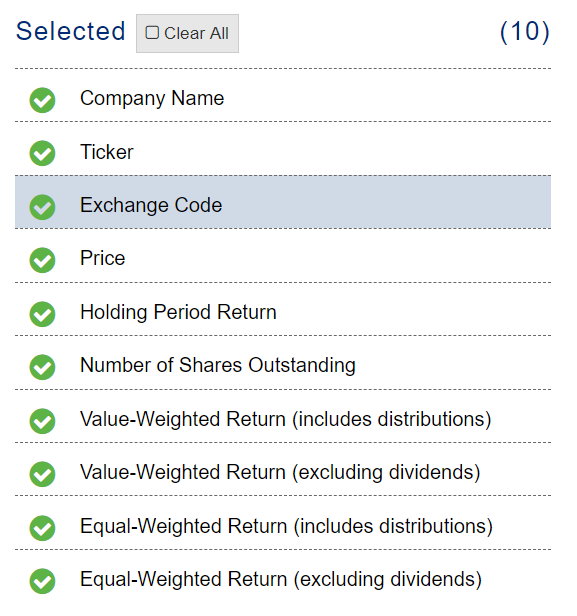 Selected Clear All (10)
Company Name
Ticker
Exchange Code
Price
Holding Period Return
Number of Shares Outstanding
Value-Weighted Return (includes distributions)
Value-Weighted Return (excluding dividends)
Equal-Weighted Return (includes distributions)
Equal-Weighted Return (excluding dividends)